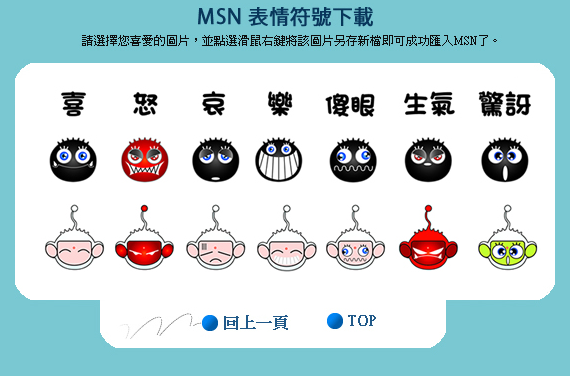 MSN 表情符號下載
請選擇您喜愛的圖片，並點選滑鼠右鍵將該圖片另存新檔即可成功匯入MSN了。
喜 怒 哀 樂 傻眼 生氣 驚訝
回上一頁 TOP